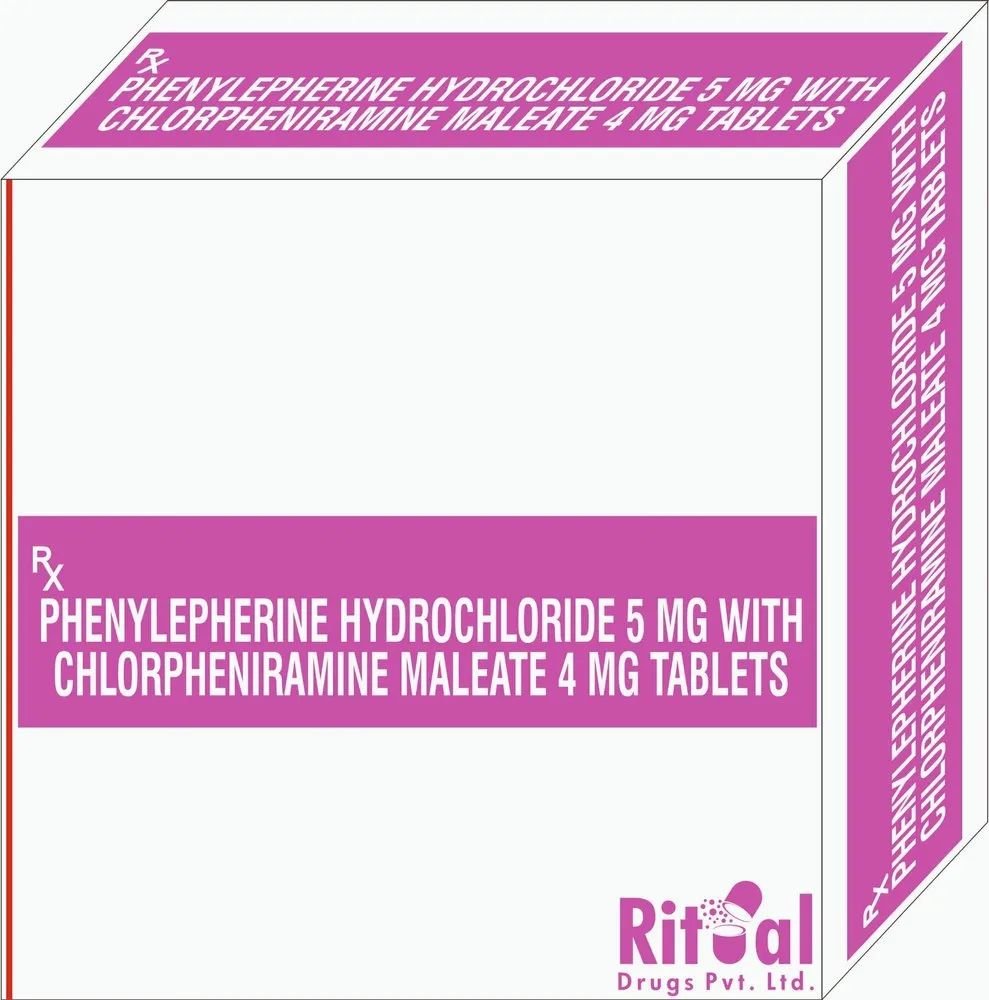 Rx
PHENYLEPHERINE HYDROCHLORIDE 5 MG WITH
CHLORPHENIRAMINE MALEATE 4 MG TABLETS
Rx
PHENYLEPHERINE HYDROCHLORIDE 5 MG WITH
CHLORPHENIRAMINE MALEATE 4 MG TABLETS
Rx
PHENYLEPHERINE HYDROCHLORIDE 5 MG WITH
CHLORPHENIRAMINE MALEATE 4 MG TABLETS
Ritual
Drugs Pvt. Ltd.